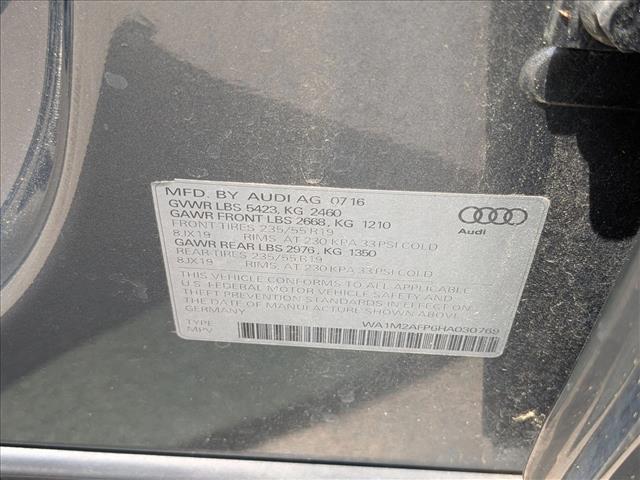 MFD. BY AUDI AG 07 16
GVWR LBS 5423, KG 2460
GAWR FRONT LBS 2668, KG 1210
FRONT TIRES 235/55 R19
8JX19 RIMS, AT 230 KPA 33 PSI COLD
GAWR REAR LBS 2976, KG 1350
REAR TIRES 235/55 R19
8JX19 RIMS, AT 230 KPA 33 PSI COLD
THIS VEHICLE CONFORMS TO ALL APPLICABLE
U.S. FEDERAL MOTOR VEHICLE SAFETY AND
THEFT PREVENTION STANDARDS IN EFFECT ON
THE DATE OF MANUFACTURE SHOWN ABOVE
GERMANY
TYPE
MPV
WA1M2AFP6HA030769
Audi